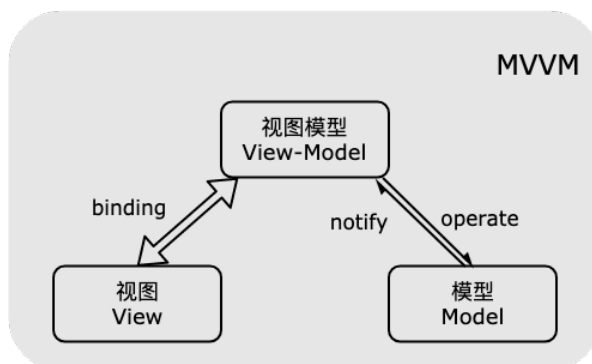 MVVM
视图模型
View-Model
binding
notify
operate
视图
View
模型
Model